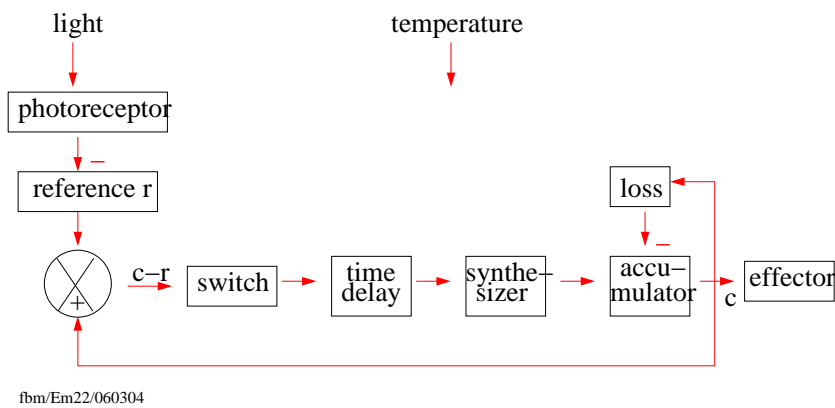 light
temperature
photoreceptor
−
reference r
loss
−
c−r
switch
time
delay
synthe−
sizer
accu−
mulator
effector
+
c
fbm/Em22/060304